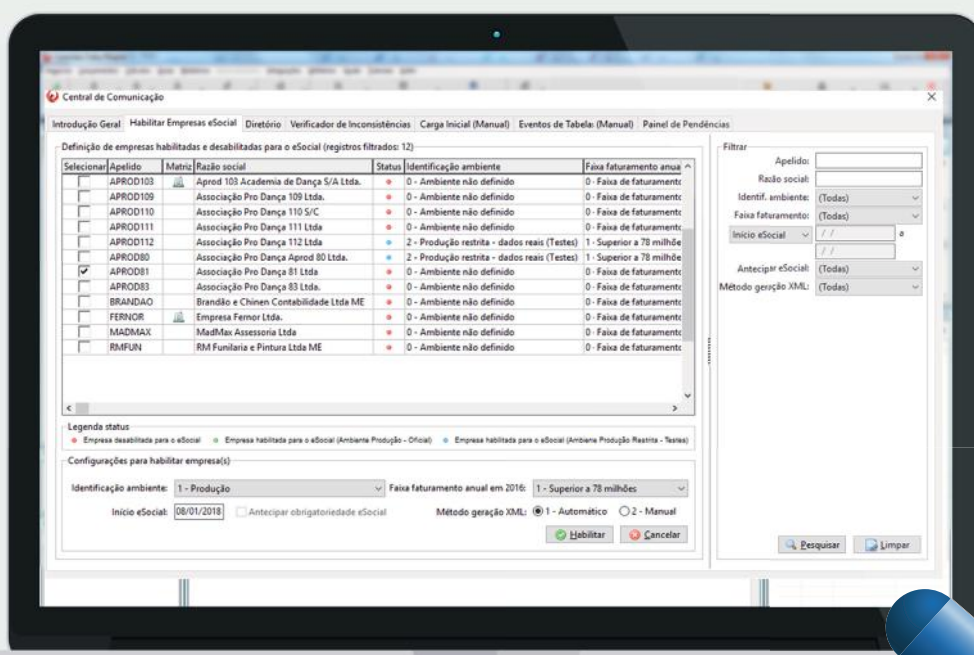 Central de Comunicação
Introdução Geral Habilitar Empresas eSocial Diretório Verificador de Inconsistências Carga Inicial (Manual) Eventos de Tabela (Manual) Painel de Pendências
Definição de empresas habilitadas e desabilitadas para o eSocial (registros filtrados: 12)
Selecionar Apelido Matriz Razão social Status Identificação ambiente Faixa faturamento anua
APROD103 Aprod 103 Academia de Dança S/A Ltda. 0 - Ambiente não definido 0 - Faixa de faturamento
APROD109 Associação Pro Dança 109 Ltda. 0 - Ambiente não definido 0 - Faixa de faturamento
APROD110 Associação Pro Dança 110 S/C 0 - Ambiente não definido 0 - Faixa de faturamento
APROD111 Associação Pro Dança 111 Ltda 0 - Ambiente não definido 0 - Faixa de faturamento
APROD112 Associação Pro Dança 112 Ltda 2 - Produção restrita - dados reais (Testes) 1 - Superior a 78 milhõe
APROD80 Associação Pro Dança Aprod 80 Ltda. 2 - Produção restrita - dados reais (Testes) 1 - Superior a 78 milhõe
APROD81 Associação Pro Dança 81 Ltda 0 - Ambiente não definido 0 - Faixa de faturamento
APROD83 Associação Pro Dança 83 Ltda. 0 - Ambiente não definido 0 - Faixa de faturamento
BRANDAO Brandão e Chinen Contabilidade Ltda ME 0 - Ambiente não definido 0 - Faixa de faturamento
FERNOR Empresa Fernor Ltda. 0 - Ambiente não definido 0 - Faixa de faturamento
MADMAX MadMax Assessoria Ltda 0 - Ambiente não definido 0 - Faixa de faturamento
RMFUN RM Funilaria e Pintura Ltda ME 0 - Ambiente não definido 0 - Faixa de faturamento
Legenda status
Empresa desabilitada para o eSocial Empresa habilitada para o eSocial (Ambiente Produção - Oficial) Empresa habilitada para o eSocial (Ambiene Produção Restrita - Testes)
Configurações para habilitar empresa(s)
Identificação ambiente: 1 - Produção Faixa faturamento anual em 2016: 1 - Superior a 78 milhões
Início eSocial: 08/01/2018 Antecipar obrigatoriedade eSocial Método geração XML: 1 - Automático 2 - Manual
Habilitar Cancelar
Filtrar
Apelido:
Razão social:
Identif. ambiente: (Todas)
Faixa faturamento: (Todas)
Início eSocial / / a
/ /
Antecipar eSocial: (Todas)
Método geração XML: (Todas)
Pesquisar Limpar